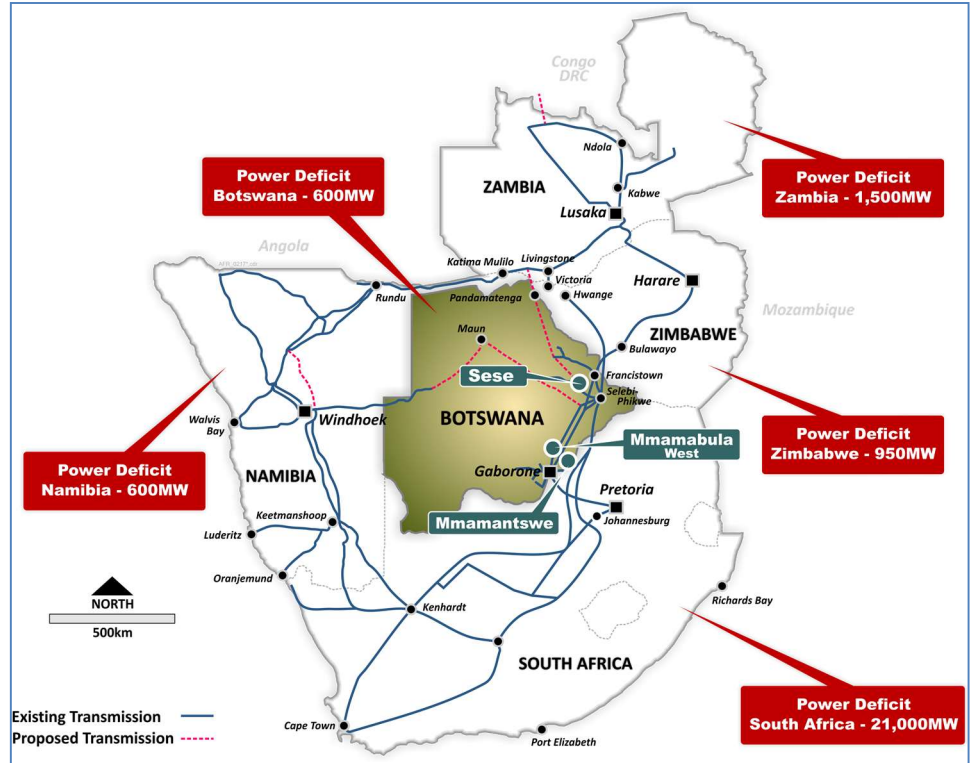 Congo
DRC
Ndola
Power Deficit
Zambia - 1,500MW
Power Deficit
Botswana - 600MW
ZAMBIA
Kabwe
Lusaka
Angola
Katima Mulilo
Livingstone
Victoria
Rundu
Pandamatenga
Hwange
Harare
Mozambique
Maun
ZIMBABWE
Bulawayo
Sese
Francistown
Selebi-
Phikwe
Walvis
Bay
Windhoek
BOTSWANA
Mmamabula
West
Power Deficit
Zimbabwe - 950MW
Power Deficit
Namibia - 600MW
NAMIBIA
Gaborone
Pretoria
Keetmanshoop
Mmamantswe
Johannesburg
Luderitz
Oranjemund
NORTH
500km
Kenhardt
Richards Bay
SOUTH AFRICA
Power Deficit
South Africa - 21,000MW
Existing Transmission
Proposed Transmission
Cape Town
Port Elizabeth